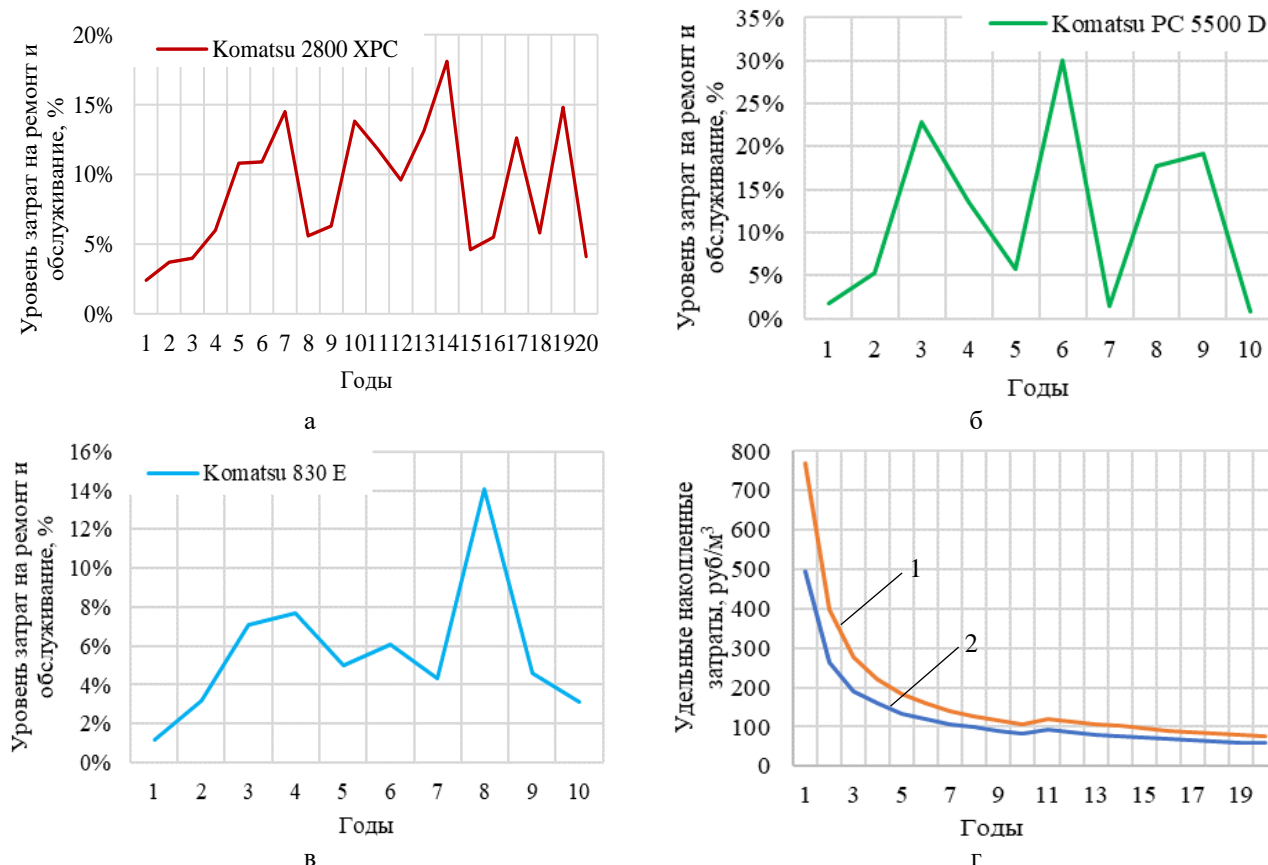 Уровень затрат на ремонт и
обслуживание, %
20%
15%
10%
5%
0%
Komatsu 2800 XPC
1 2 3 4 5 6 7 8 9 10 11 12 13 14 15 16 17 18 19 20
Годы
а
Уровень затрат на ремонт и
обслуживание, %
35%
30%
25%
20%
15%
10%
5%
0%
Komatsu PC 5500 D
1 2 3 4 5 6 7 8 9 10
Годы
б
Уровень затрат на ремонт и
обслуживание, %
16%
14%
12%
10%
8%
6%
4%
2%
0%
Komatsu 830 E
1 2 3 4 5 6 7 8 9 10
Годы
в
Удельные накопленные
затраты, руб/м³
800
700
600
500
400
300
200
100
0
1
2
1 3 5 7 9 11 13 15 17 19
Годы
г